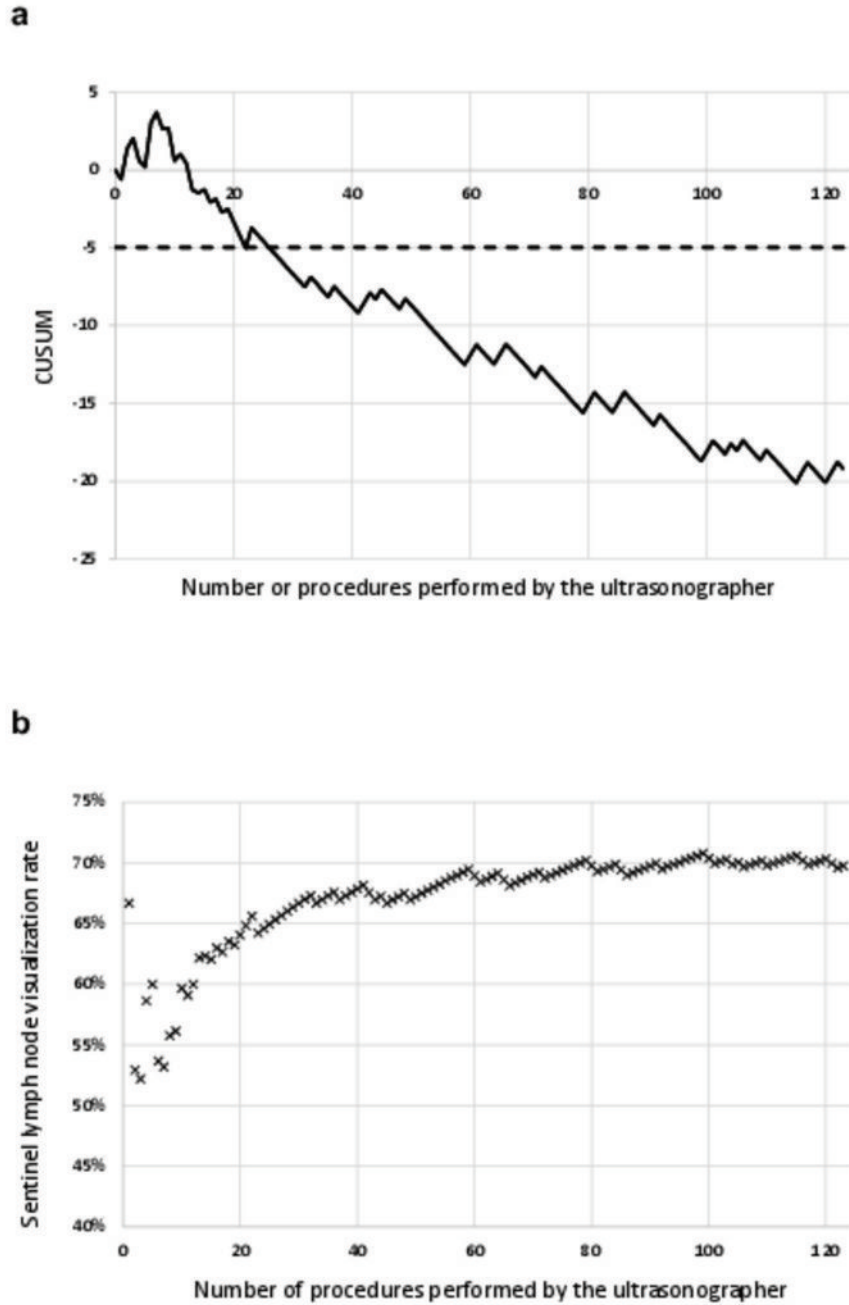 a
5
0
0 20 40 60 80 100 120
-5
-10
-15
-20
-25
CUSUM
Number or procedures performed by the ultrasonographer
b
75%
70%
65%
60%
55%
50%
45%
40%
Sentinel lymph node visualization rate
0 20 40 60 80 100 120
Number of procedures performed by the ultrasonographer